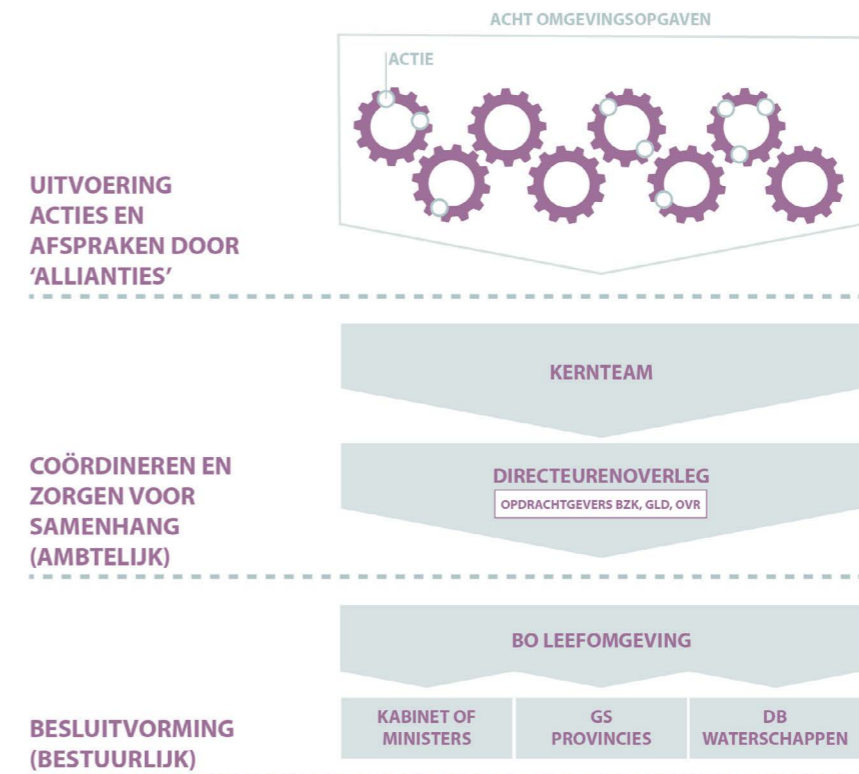 ACHT OMGEVINGSOPGAVEN
ACTIE
UITVOERING
ACTIES EN
AFSPRAKEN DOOR
‘ALLIANTIES’
KERNTEAM
COÖRDINEREN EN
ZORGEN VOOR
SAMENHANG
(AMBTELIJK)
DIRECTEURENOVERLEG
OPDRACHTGEVERS BZK, GLD, OVR
BO LEEFOMGEVING
BESLUITVORMING
(BESTUURLIJK)
KABINET OF
MINISTERS
GS
PROVINCIES
DB
WATERSCHAPPEN